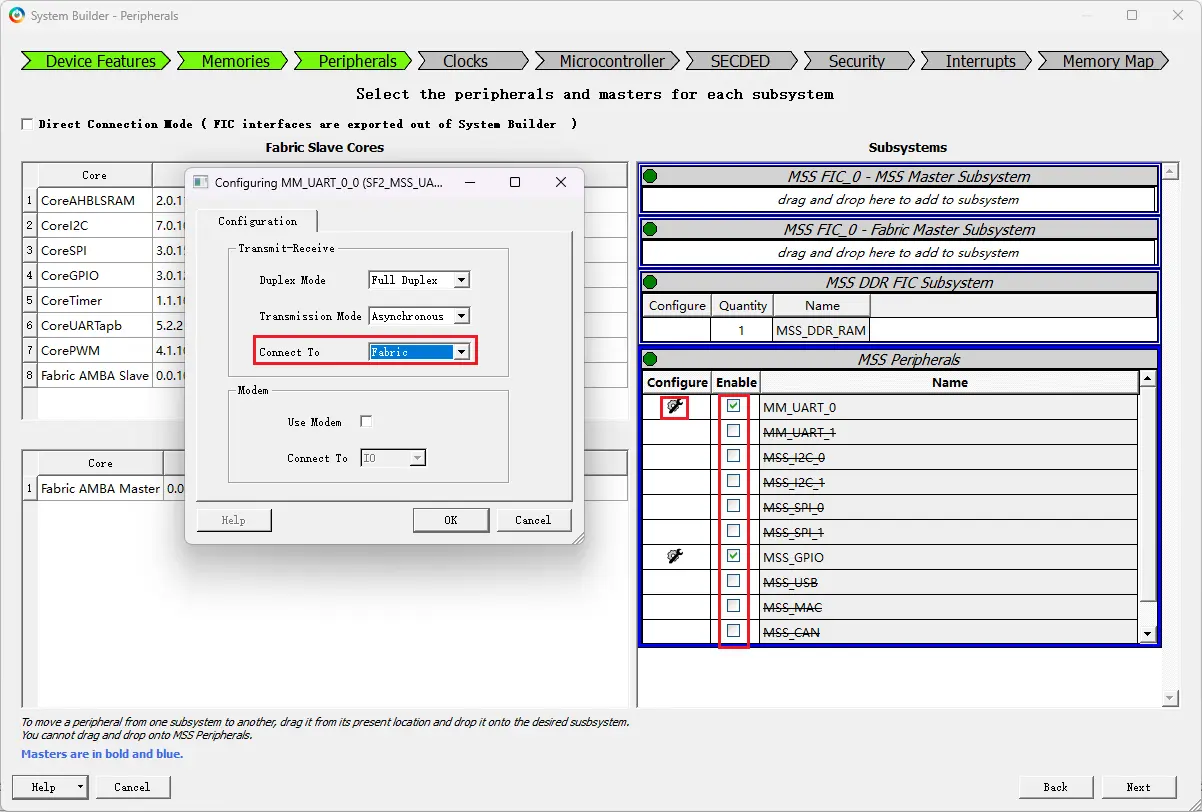 System Builder - Peripherals
Device Features
Memories
Peripherals
Clocks
Microcontroller
SECDED
Security
Interrupts
Memory Map
Select the peripherals and masters for each subsystem
Direct Connection Mode ( FIC interfaces are exported out of System Builder )
Fabric Slave Cores
Core
1 CoreAHBLSRAM 2.0.1
2 CoreI2C 7.0.1
3 CoreSPI 3.0.1
4 CoreGPIO 3.0.1
5 CoreTimer 1.1.1
6 CoreUARTapb 5.2.2
7 CorePWM 4.1.1
8 Fabric AMBA Slave 0.0.1
Core
1 Fabric AMBA Master 0.0
Configuring MM_UART_0_0 (SF2_MSS_UA...
Configuration
Transmit-Receive
Duplex Mode Full Duplex
Transmission Mode Asynchronous
Connect To Fabric
Modem
Use Modem
Connect To IO
Help
OK
Cancel
Subsystems
MSS FIC_0 - MSS Master Subsystem
drag and drop here to add to subsystem
MSS FIC_0 - Fabric Master Subsystem
drag and drop here to add to subsystem
MSS DDR FIC Subsystem
Configure Quantity Name
1 MSS_DDR_RAM
MSS Peripherals
Configure Enable Name
MM_UART_0
MM_UART_1
MSS_I2C_0
MSS_I2C_1
MSS_SPI_0
MSS_SPI_1
MSS_GPIO
MSS_USB
MSS_MAC
MSS_CAN
To move a peripheral from one subsystem to another, drag it from its present location and drop it onto the desired susbsystem.
You cannot drag and drop onto MSS Peripherals.
Masters are in bold and blue.
Help
Cancel
Back
Next